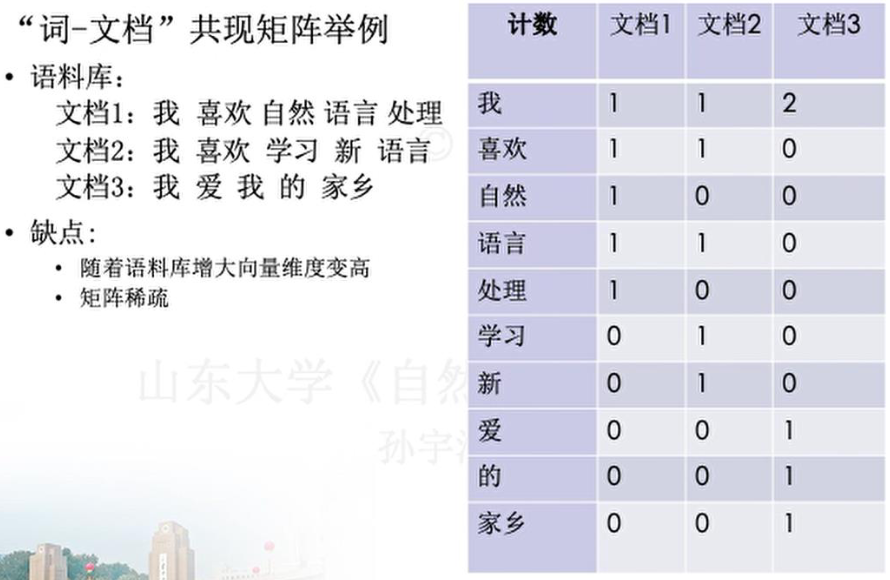 “词-文档”共现矩阵举例
• 语料库：
文档1：我 喜欢 自然 语言 处理
文档2：我 喜欢 学习 新 语言
文档3：我 爱 我 的 家乡
• 缺点：
• 随着语料库增大向量维度变高
• 矩阵稀疏
计数 文档1 文档2 文档3
我 1 1 2
喜欢 1 1 0
自然 1 0 0
语言 1 1 0
处理 1 0 0
学习 0 1 0
新 0 1 0
爱 0 0 1
的 0 0 1
家乡 0 0 1
山东大学《自然
孙宇